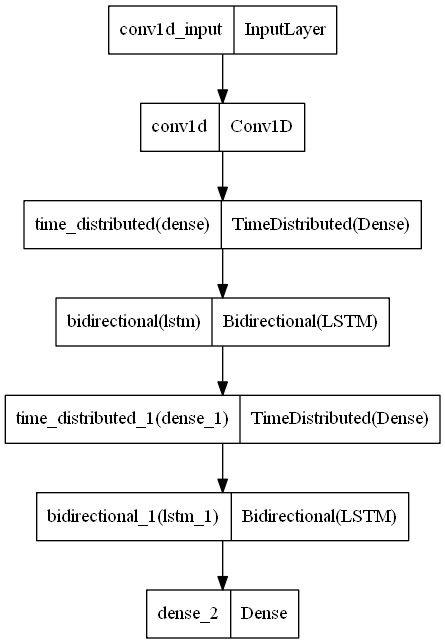 conv1d_input InputLayer
conv1d Conv1D
time_distributed(dense) TimeDistributed(Dense)
bidirectional(lstm) Bidirectional(LSTM)
time_distributed_1(dense_1) TimeDistributed(Dense)
bidirectional_1(lstm_1) Bidirectional(LSTM)
dense_2 Dense